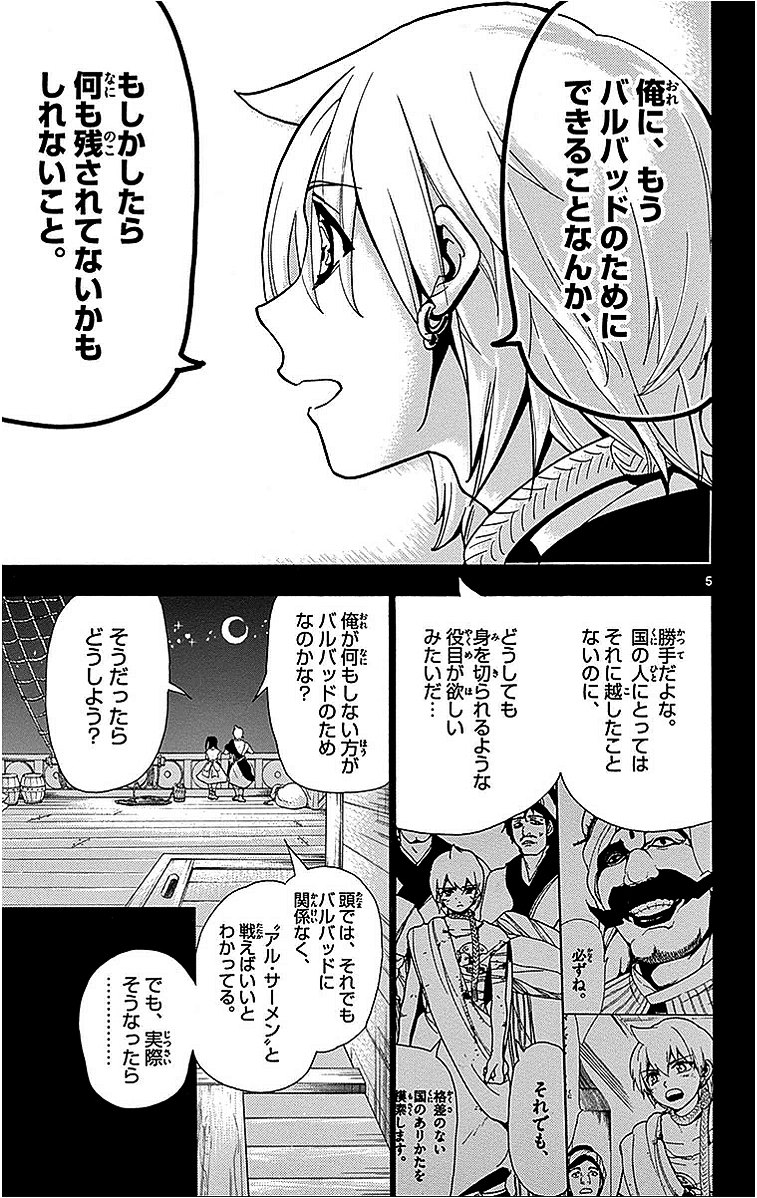 俺に、もう
バルバッドのために
できることなんか、
もしかしたら
何も残されてないかも
しれないこと。
5
勝手だよな。
国の人にとっては
それに越したこと
ないのに、
どうしても
身を切られるような
役目が欲しい
みたいだ…
必ずね。
それでも、
格差のない
国のありかたを
模索します。
俺が何もしない方が
バルバッドのため
なのかな?
そうだったら
どうしよう?
頭では、それでも
バルバッドに
関係なく、
“アル・サーメン”と
戦えばいいと
わかってる。
でも、実際
そうなったら
…………